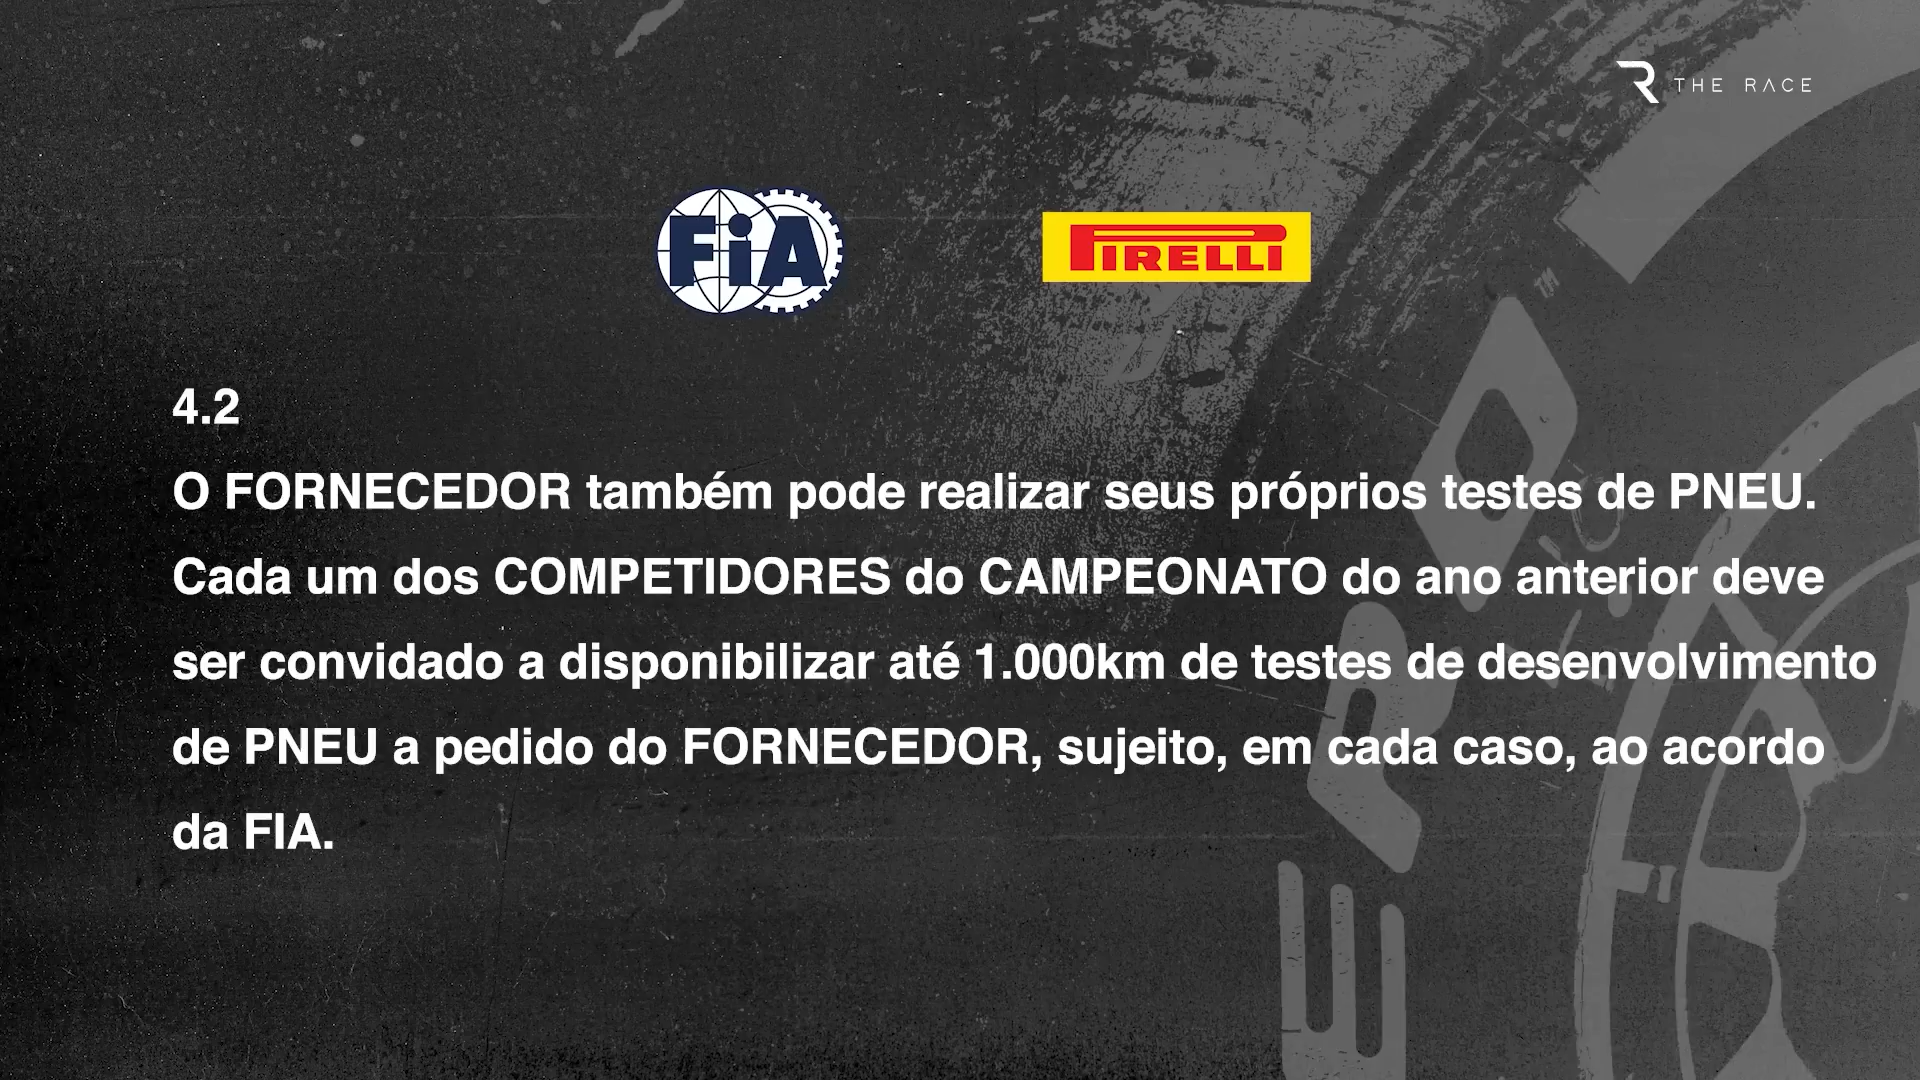 THE RACE
FiA
PIRELLI
4.2
O FORNECEDOR também pode realizar seus próprios testes de PNEU.
Cada um dos COMPETIDORES do CAMPEONATO do ano anterior deve
ser convidado a disponibilizar até 1.000km de testes de desenvolvimento
de PNEU a pedido do FORNECEDOR, sujeito, em cada caso, ao acordo
da FIA.